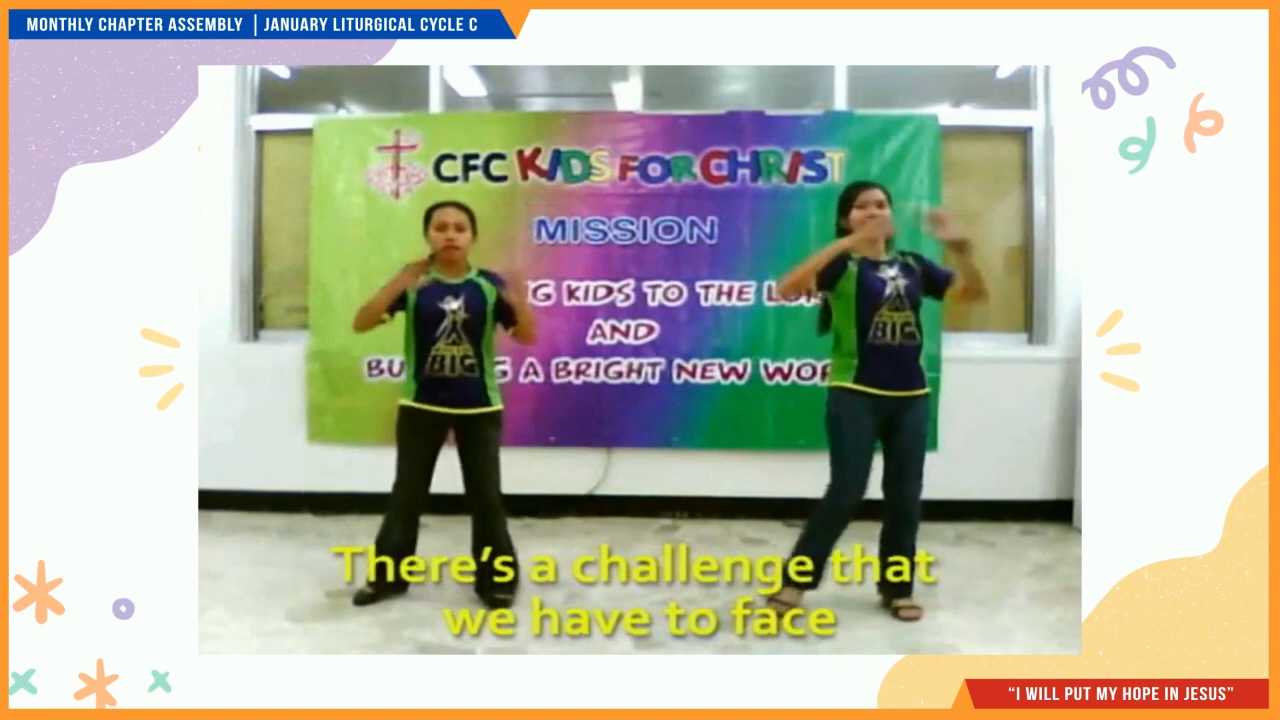 MONTHLY CHAPTER ASSEMBLY | JANUARY LITURGICAL CYCLE C
CFC KIDS FOR CHRIST
MISSION
KIDS TO THE
AND
A BRIGHT NEW
BIG
BIG
There's a challenge that
we have to face
"I WILL PUT MY HOPE IN JESUS"